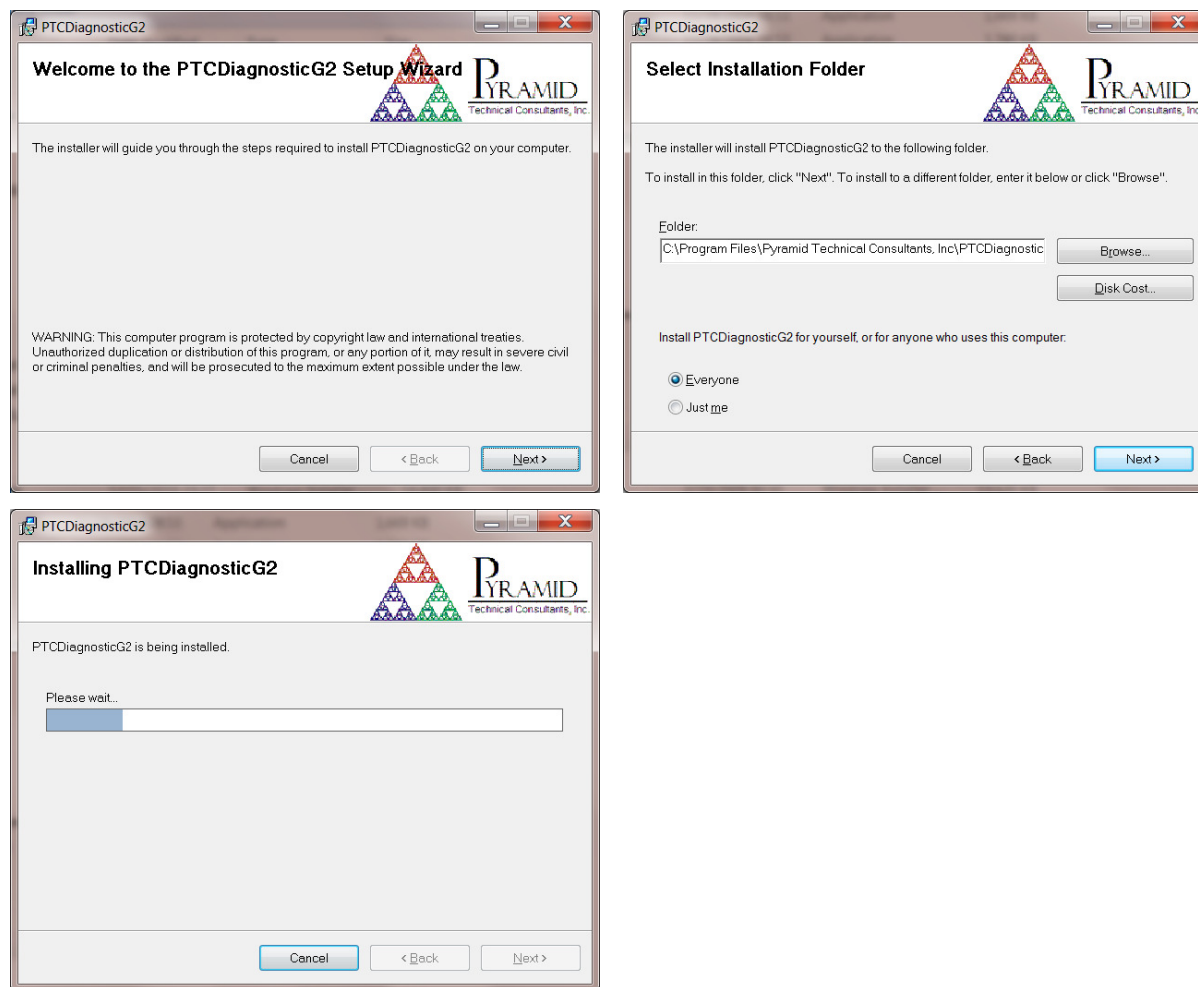 PTCDiagnosticG2
Welcome to the PTCDiagnosticG2 Setup Wizard
PYRAMID
Technical Consultants, Inc.
The installer will guide you through the steps required to install PTCDiagnosticG2 on your computer.
WARNING: This computer program is protected by copyright law and international treaties.
Unauthorized duplication or distribution of this program, or any portion of it, may result in severe civil
or criminal penalties, and will be prosecuted to the maximum extent possible under the law.
Cancel
< Back
Next >
PTCDiagnosticG2
Select Installation Folder
PYRAMID
Technical Consultants, Inc
The installer will install PTCDiagnosticG2 to the following folder.
To install in this folder, click "Next". To install to a different folder, enter it below or click "Browse".
Folder:
C:\Program Files\Pyramid Technical Consultants, Inc\PTCDiagnostic
Browse...
Disk Cost...
Install PTCDiagnosticG2 for yourself, or for anyone who uses this computer:
Everyone
Just me
Cancel
< Back
Next >
PTCDiagnosticG2
Installing PTCDiagnosticG2
PYRAMID
Technical Consultants, Inc.
PTCDiagnosticG2 is being installed.
Please wait...
Cancel
< Back
Next >